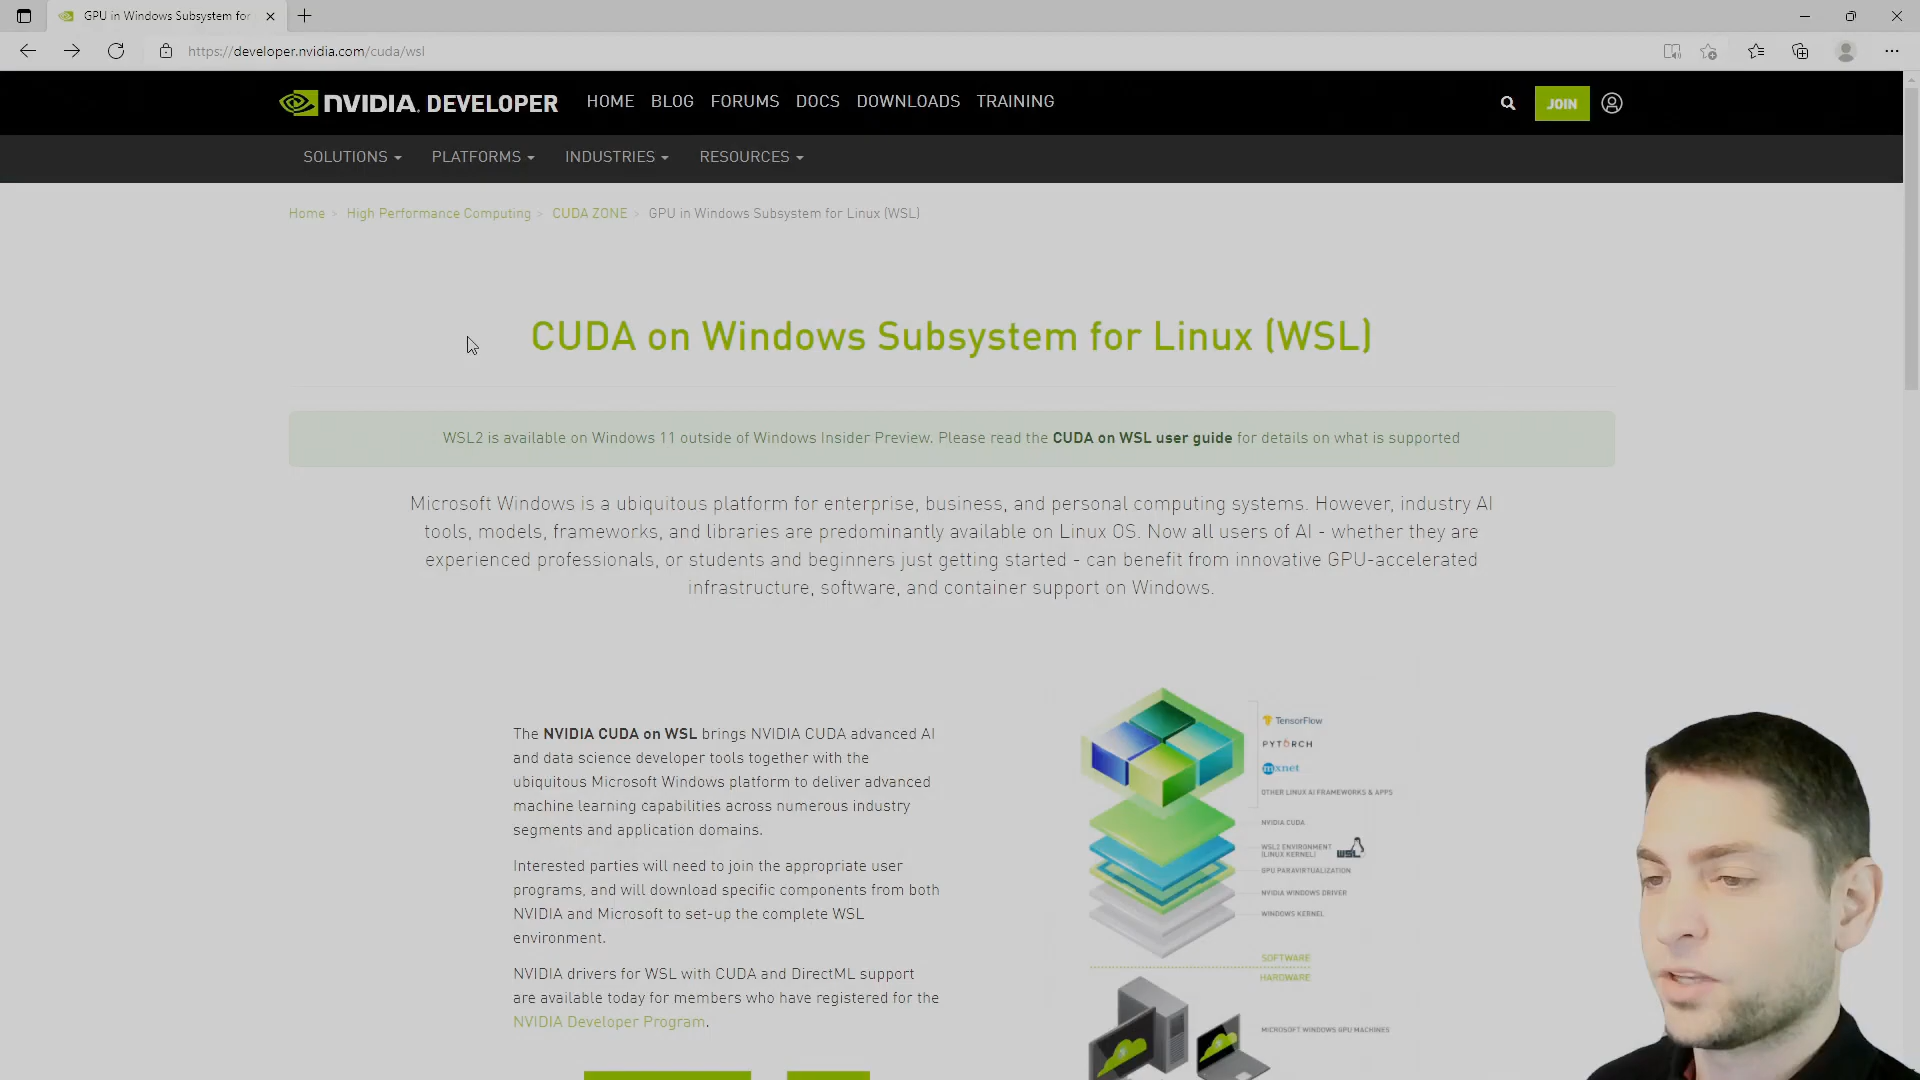 GPU in Windows Subsystem for
https://developer.nvidia.com/cuda/wsl
NVIDIA. DEVELOPER HOME BLOG FORUMS DOCS DOWNLOADS TRAINING JOIN
SOLUTIONS PLATFORMS INDUSTRIES RESOURCES
Home > High Performance Computing > CUDA ZONE > GPU in Windows Subsystem for Linux (WSL)
CUDA on Windows Subsystem for Linux (WSL)
WSL2 is available on Windows 11 outside of Windows Insider Preview. Please read the CUDA on WSL user guide for details on what is supported
Microsoft Windows is a ubiquitous platform for enterprise, business, and personal computing systems. However, industry AI
tools, models, frameworks, and libraries are predominantly available on Linux OS. Now all users of AI - whether they are
experienced professionals, or students and beginners just getting started - can benefit from innovative GPU-accelerated
infrastructure, software, and container support on Windows.
The NVIDIA CUDA on WSL brings NVIDIA CUDA advanced AI
and data science developer tools together with the
ubiquitous Microsoft Windows platform to deliver advanced
machine learning capabilities across numerous industry
segments and application domains.
Interested parties will need to join the appropriate user
programs, and will download specific components from both
NVIDIA and Microsoft to set-up the complete WSL
environment.
NVIDIA drivers for WSL with CUDA and DirectML support
are available today for members who have registered for the
NVIDIA Developer Program.
TensorFlow
PYTORCH
mxnet
OTHER LINUX AI FRAMEWORKS & APPS
NVIDIA CUDA
WSL2 ENVIRONMENT
(LINUX KERNEL)
WSL
GPU PARAVIRTUALIZATION
NVIDIA WINDOWS DRIVER
WINDOWS KERNEL
SOFTWARE
HARDWARE
MICROSOFT WINDOWS GPU MACHINES